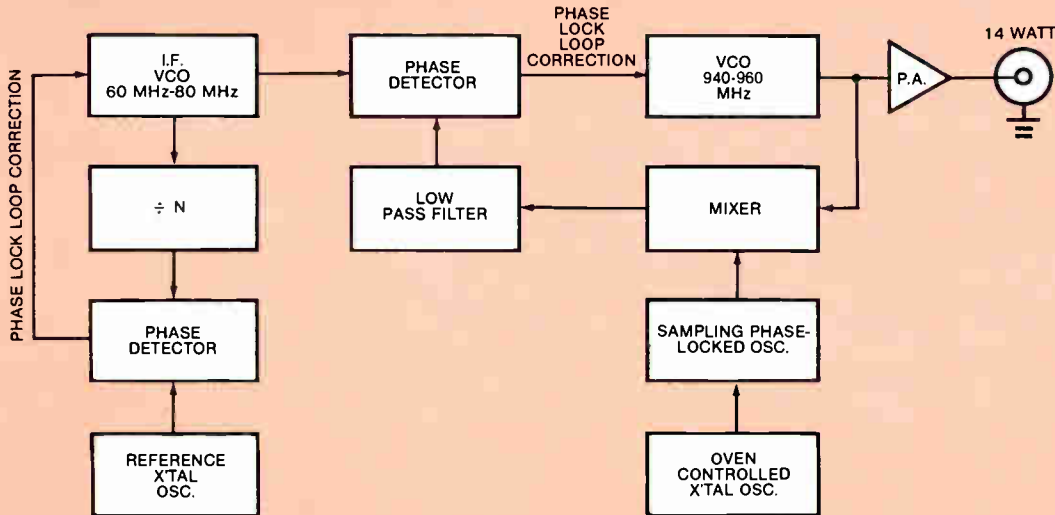 PHASE
LOCK
LOOP
CORRECTION
14 WATT
I.F.
VCO
60 MHz-80 MHz
PHASE
DETECTOR
VCO
940-960
MHz
P.A.
PHASE LOCK LOOP CORRECTION
÷ N
LOW
PASS FILTER
MIXER
PHASE
DETECTOR
SAMPLING PHASE-
LOCKED OSC.
REFERENCE
X'TAL
OSC.
OVEN
CONTROLLED
X'TAL OSC.